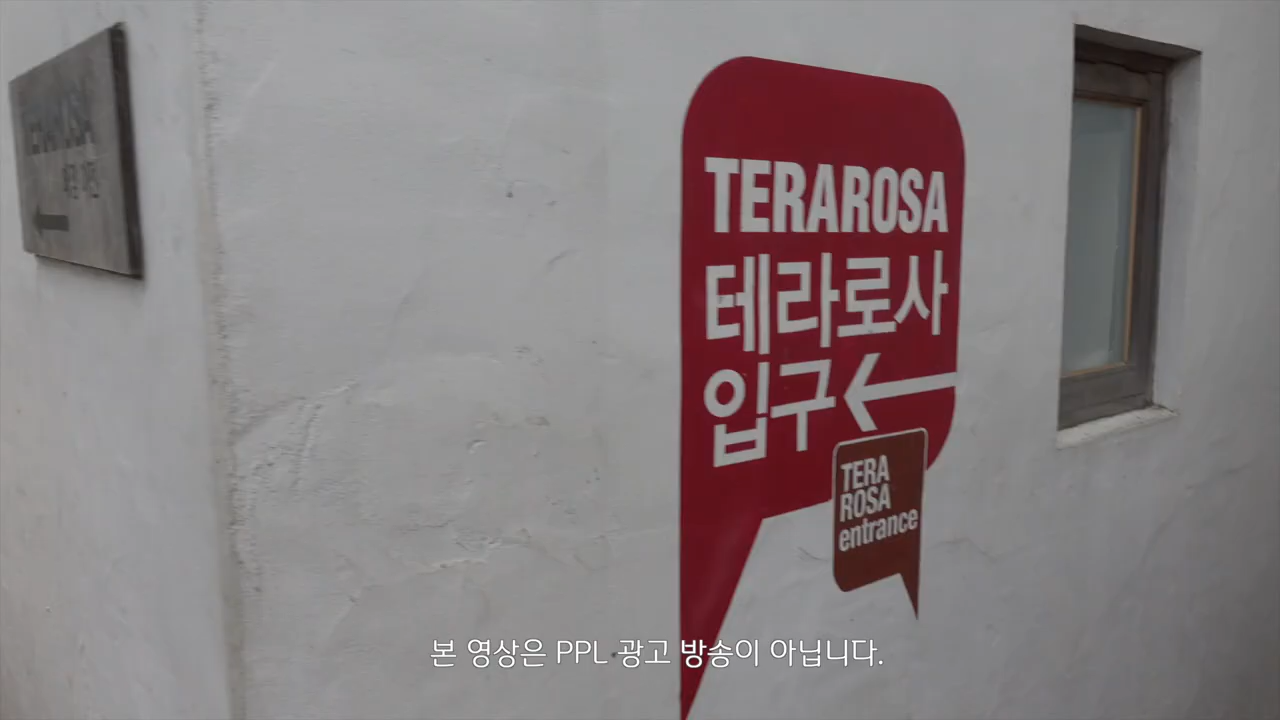 TERAROSA
테라로사
입구
TERA
ROSA
entrance
본 영상은 PPL 광고 방송이 아닙니다.